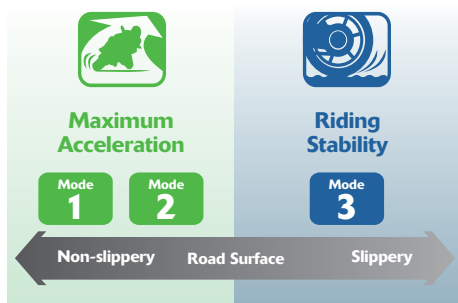 Maximum
Acceleration
Riding
Stability
Mode
1
Mode
2
Mode
3
Non-slippery
Road Surface
Slippery